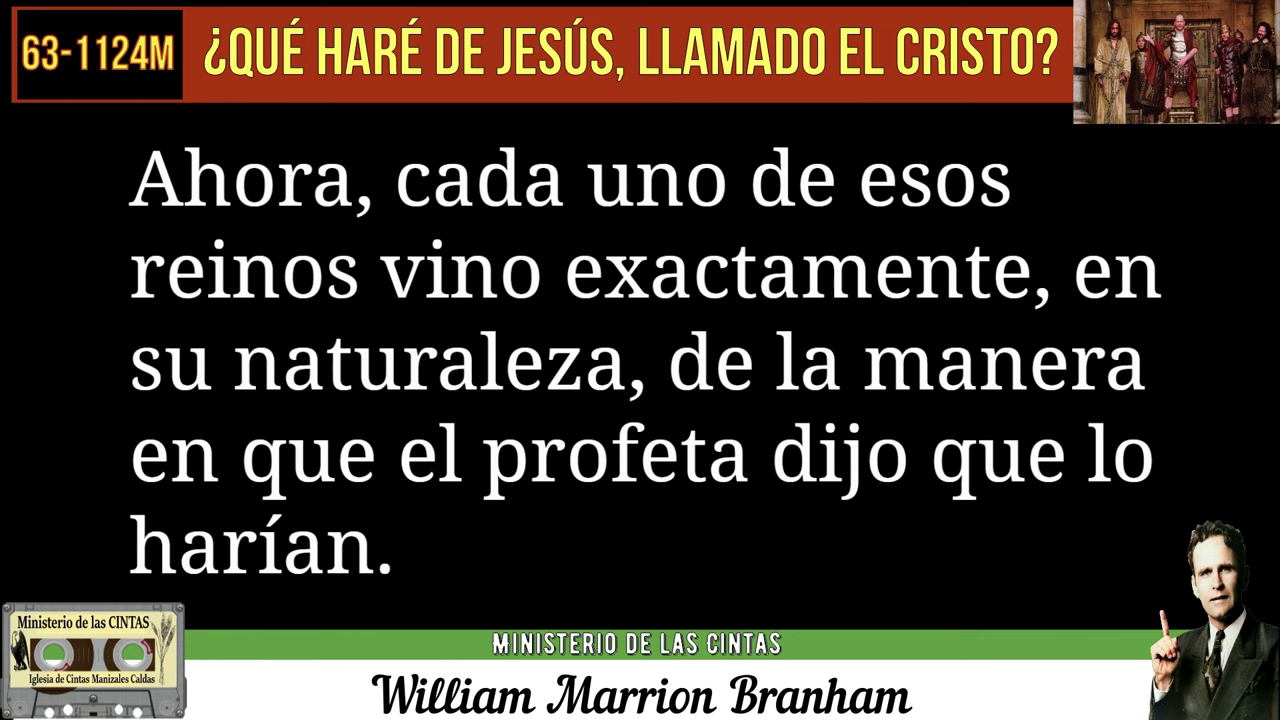 63-1124M
¿QUÉ HARÉ DE JESÚS, LLAMADO EL CRISTO?
Ahora, cada uno de esos
reinos vino exactamente, en
su naturaleza, de la manera
en que el profeta dijo que lo
harían.
Ministerio de las CINTAS
Iglesia de Cintas Manizales Caldas
MINISTERIO DE LAS CINTAS
William Marrion Branham